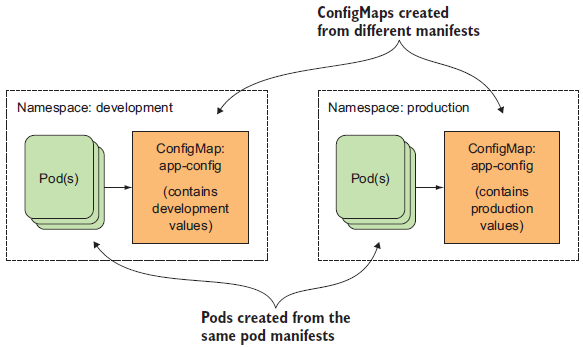 ConfigMaps created
from different manifests
Namespace: development
Pod(s)
ConfigMap:
app-config
(contains
development
values)
Namespace: production
Pod(s)
ConfigMap:
app-config
(contains
production
values)
Pods created from the
same pod manifests